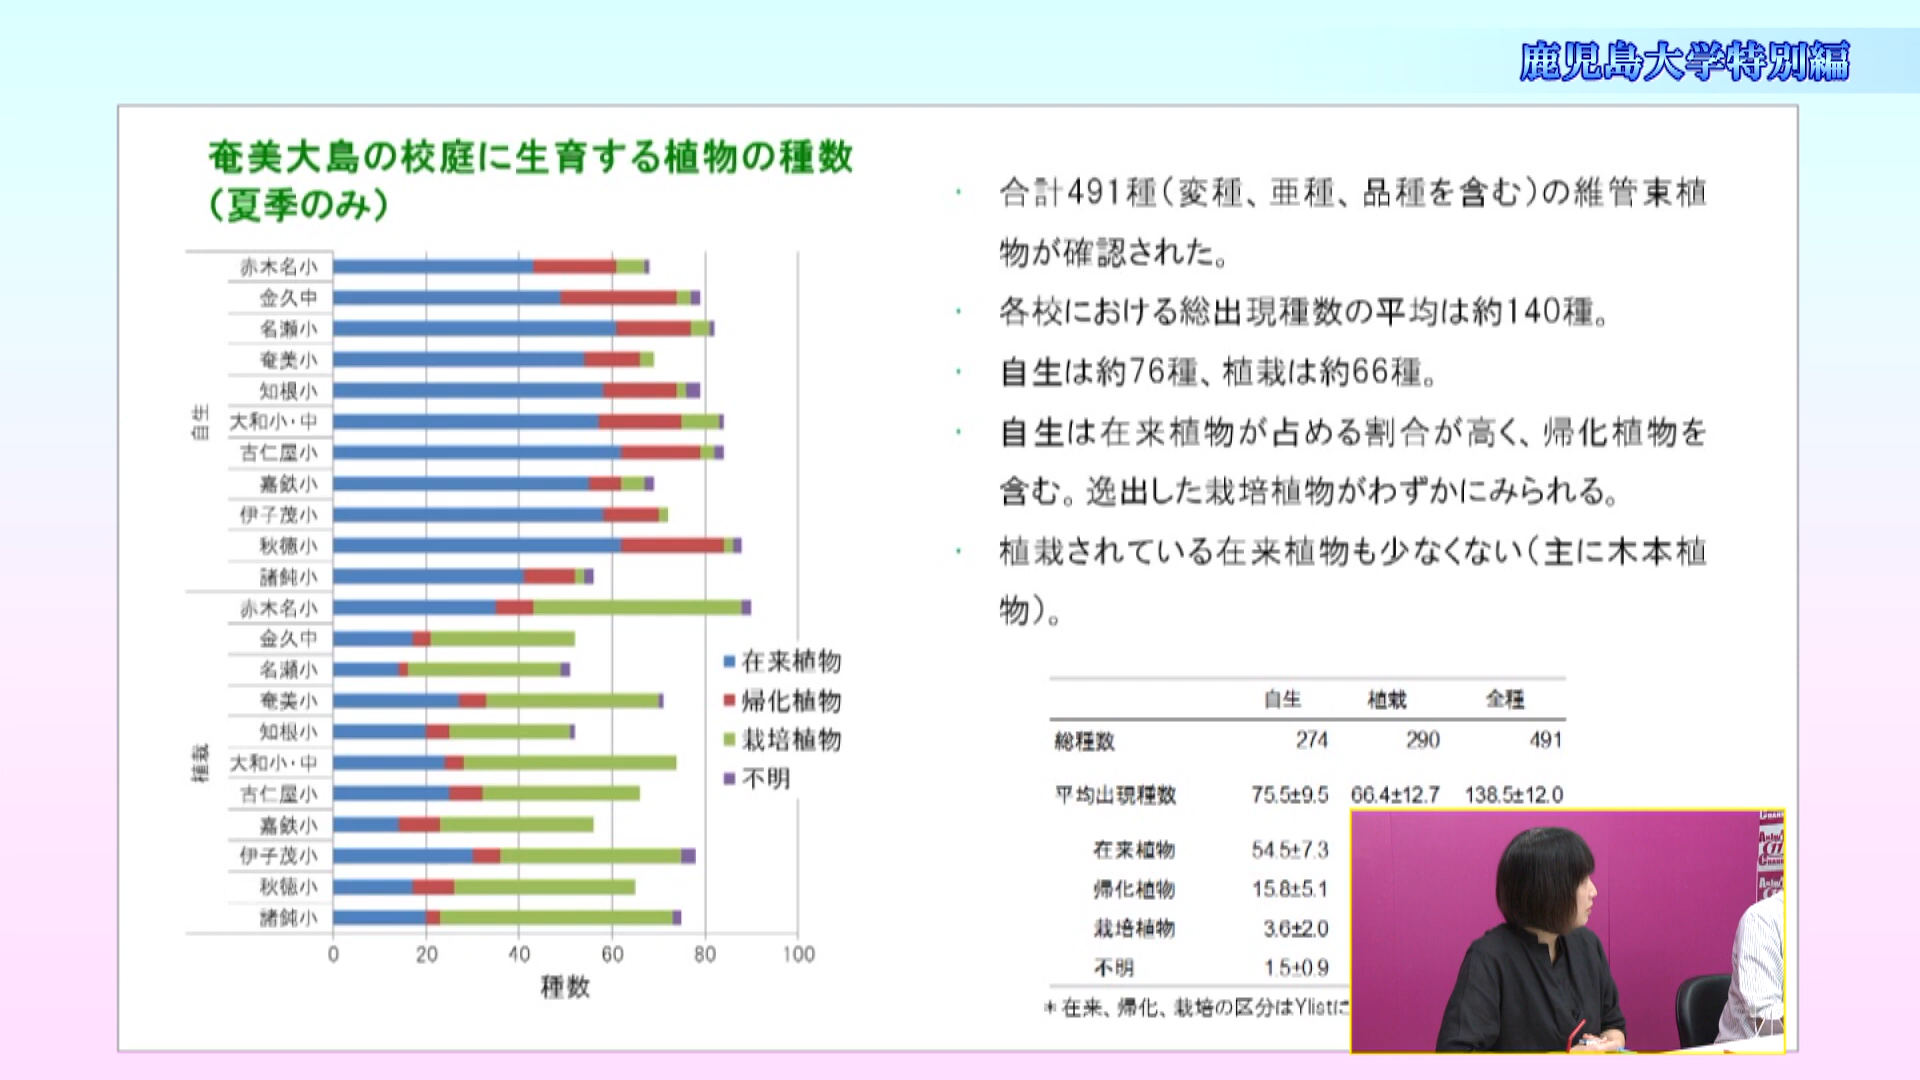 鹿児島大学特別編
奄美大島の校庭に生育する植物の種数
（夏季のみ）
自生
赤木名小
金久中
名瀬小
奄美小
知根小
大和小・中
古仁屋小
嘉鉄小
伊子茂小
秋徳小
諸鈍小
植栽
赤木名小
金久中
名瀬小
奄美小
知根小
大和小・中
古仁屋小
嘉鉄小
伊子茂小
秋徳小
諸鈍小
0 20 40 60 80 100
種数
在来植物
帰化植物
栽培植物
不明
・ 合計491種（変種、亜種、品種を含む）の維管束植
物が確認された。
・ 各校における総出現種数の平均は約140種。
・ 自生は約76種、植栽は約66種。
・ 自生は在来植物が占める割合が高く、帰化植物を
含む。逸出した栽培植物がわずかにみられる。
・ 植栽されている在来植物も少なくない（主に木本植
物）。
自生 植栽 全種
総種数 274 290 491
平均出現種数 75.5±9.5 66.4±12.7 138.5±12.0
在来植物 54.5±7.3
帰化植物 15.8±5.1
栽培植物 3.6±2.0
不明 1.5±0.9
＊在来、帰化、栽培の区分はYlistに